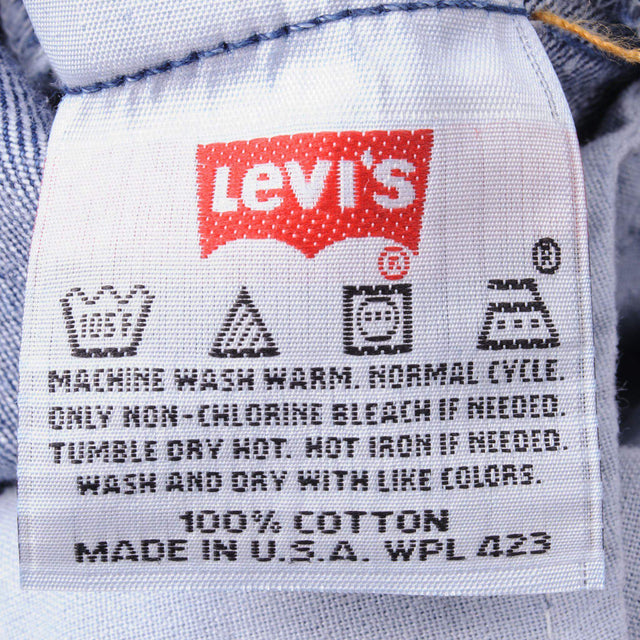 LEVI'S
®
®
105F
MACHINE WASH WARM. NORMAL CYCLE.
ONLY NON-CHLORINE BLEACH IF NEEDED.
TUMBLE DRY HOT. HOT IRON IF NEEDED.
WASH AND DRY WITH LIKE COLORS.
100% COTTON
MADE IN U.S.A. WPL 423